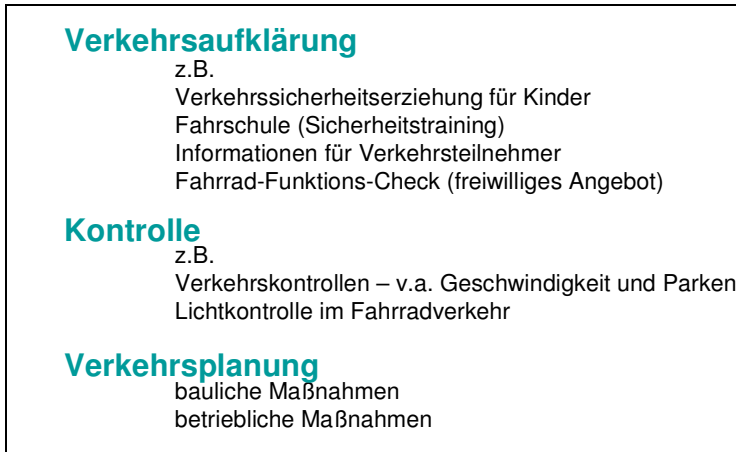 Verkehrsaufklärung
z.B.
Verkehrssicherheitserziehung für Kinder
Fahrschule (Sicherheitstraining)
Informationen für Verkehrsteilnehmer
Fahrrad-Funktions-Check (freiwilliges Angebot)
Kontrolle
z.B.
Verkehrskontrollen – v.a. Geschwindigkeit und Parken
Lichtkontrolle im Fahrradverkehr
Verkehrsplanung
bauliche Maßnahmen
betriebliche Maßnahmen